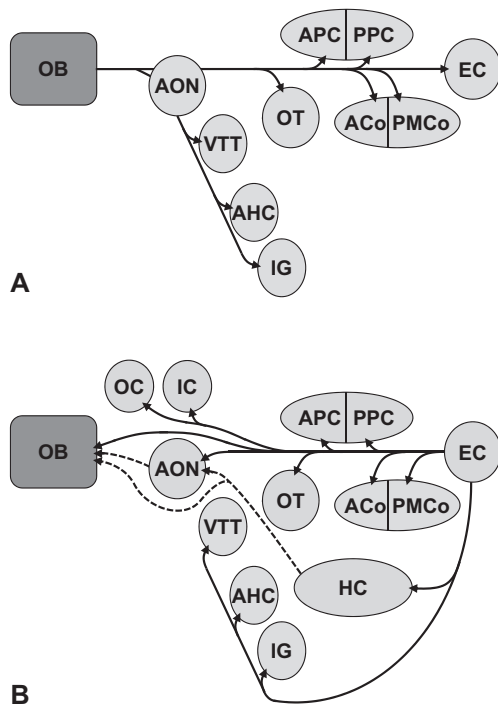 APC PPC
OB
EC
AON
OT
ACo PMCo
VTT
AHC
IG
A
OC IC
APC PPC
OB
EC
AON
OT
ACo PMCo
VTT
HC
AHC
IG
B